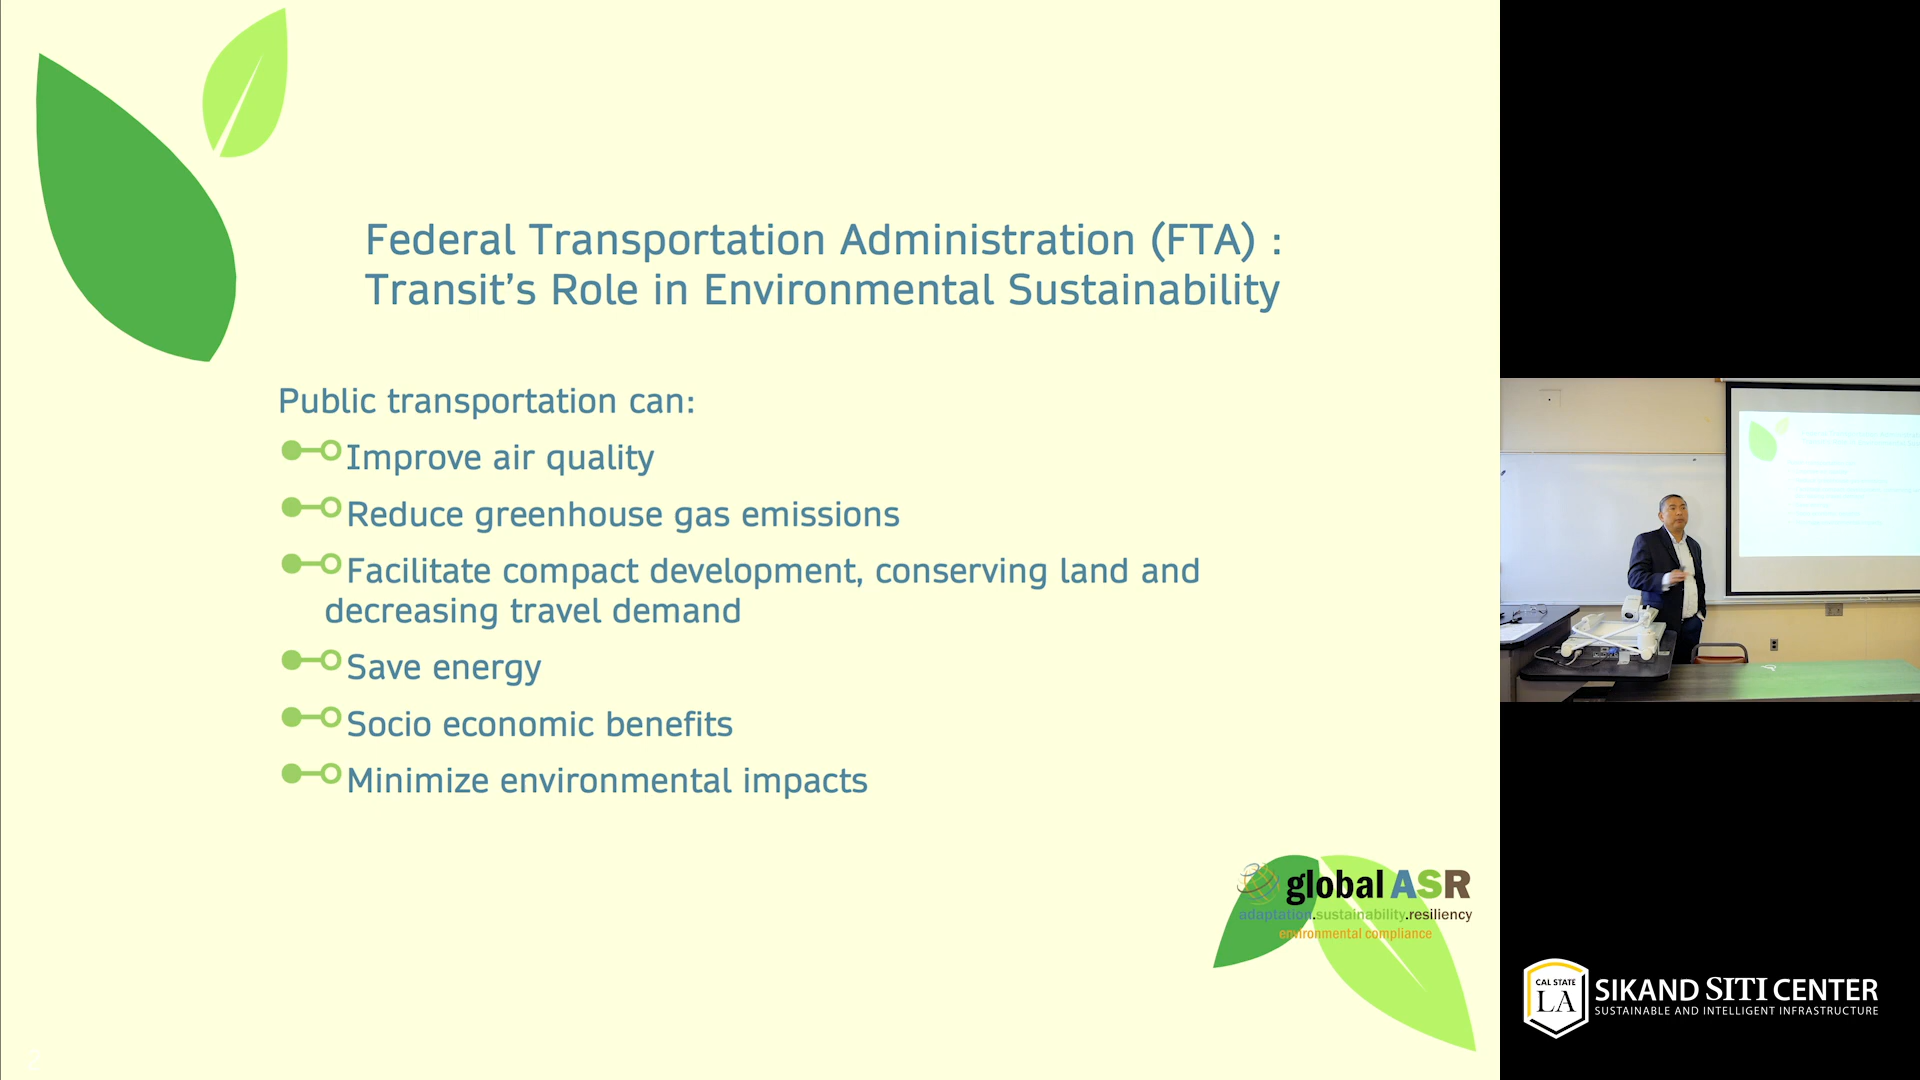 Federal Transportation Administration (FTA) :
Transit’s Role in Environmental Sustainability
Public transportation can:
Improve air quality
Reduce greenhouse gas emissions
Facilitate compact development, conserving land and
decreasing travel demand
Save energy
Socio economic benefits
Minimize environmental impacts
global ASR
adaptation.sustainability.resiliency
environmental compliance
CAL STATE
LA
SIKAND SITI CENTER
SUSTAINABLE AND INTELLIGENT INFRASTRUCTURE